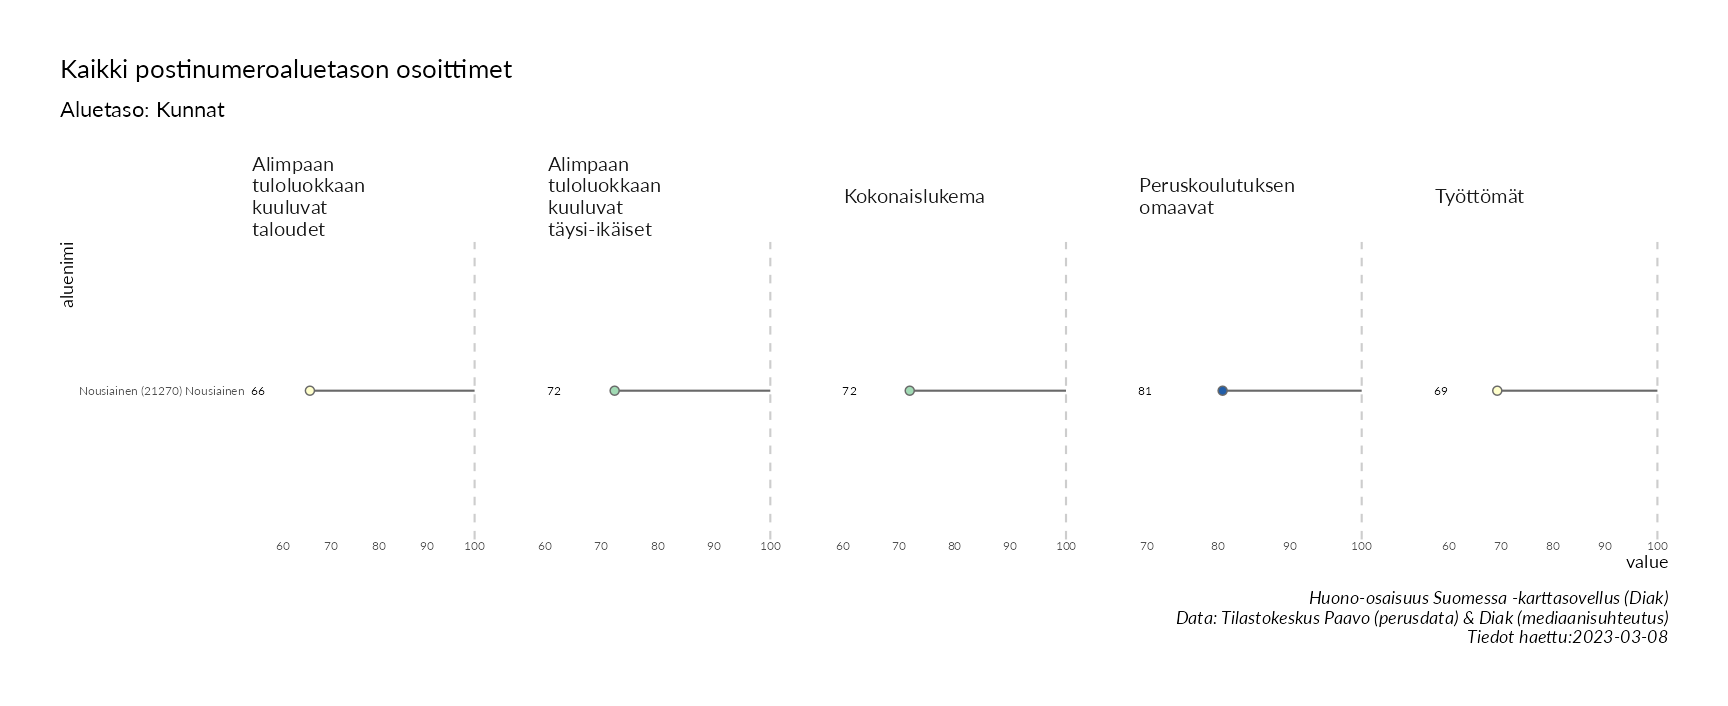 Kaikki postinumeroaluetason osoittimet
Aluetaso: Kunnat
Alimpaan
tuloluokkaan
kuuluvat
taloudet
Alimpaan
tuloluokkaan
kuuluvat
täysi-ikäiset
Kokonaislukema
Peruskoulutuksen
omaavat
Työttömät
aluenimi
Nousiainen (21270) Nousiainen 66 72 72 81 69
60 70 80 90 100 60 70 80 90 100 60 70 80 90 100 70 80 90 100 60 70 80 90 100
value
Huono-osaisuus Suomessa -karttasovellus (Diak)
Data: Tilastokeskus Paavo (perusdata) & Diak (mediaanisuhteutus)
Tiedot haettu:2023-03-08